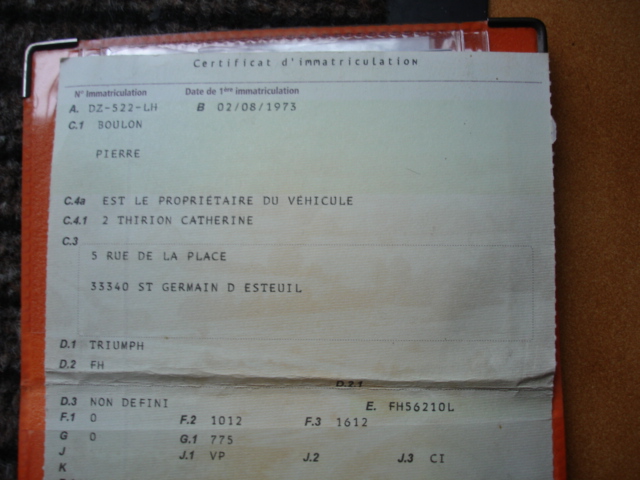 Certificat d'immatriculation
N° Immatriculation Date de 1ère immatriculation
A. DZ-522-LH B 02/08/1973
C.1 BOULON
PIERRE
C.4a EST LE PROPRIÉTAIRE DU VÉHICULE
C.4.1 2 THIRION CATHERINE
C.3
5 RUE DE LA PLACE
33340 ST GERMAIN D ESTEUIL
D.1 TRIUMPH
D.2 FH
D.2.1
D.3 NON DEFINI E. FH56210L
F.1 0 F.2 1012 F.3 1612
G 0 G.1 775
J J.1 VP J.2 J.3 CI
K